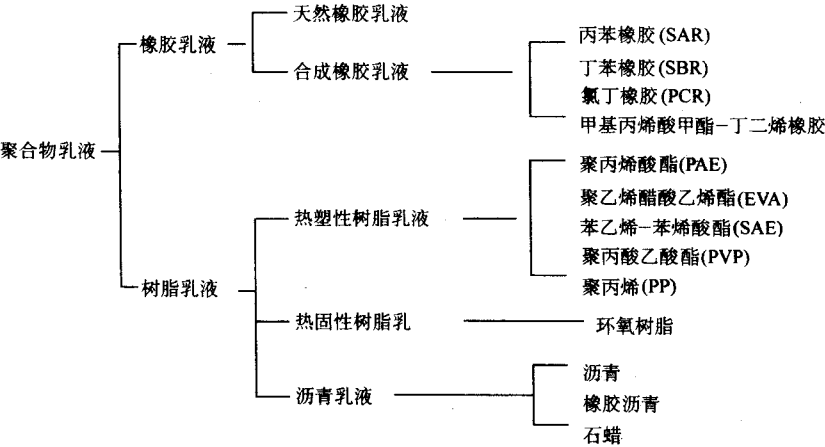 天然橡胶乳液
橡胶乳液
丙苯橡胶(SAR)
合成橡胶乳液
丁苯橡胶(SBR)
氯丁橡胶(PCR)
甲基丙烯酸甲酯-丁二烯橡胶
聚合物乳液
聚丙烯酸酯(PAE)
聚乙烯醋酸乙烯酯(EVA)
热塑性树脂乳液
苯乙烯-苯烯酸酯(SAE)
聚丙酸乙酸酯(PVP)
树脂乳液
聚丙烯(PP)
热固性树脂乳
环氧树脂
沥青
沥青乳液
橡胶沥青
石蜡